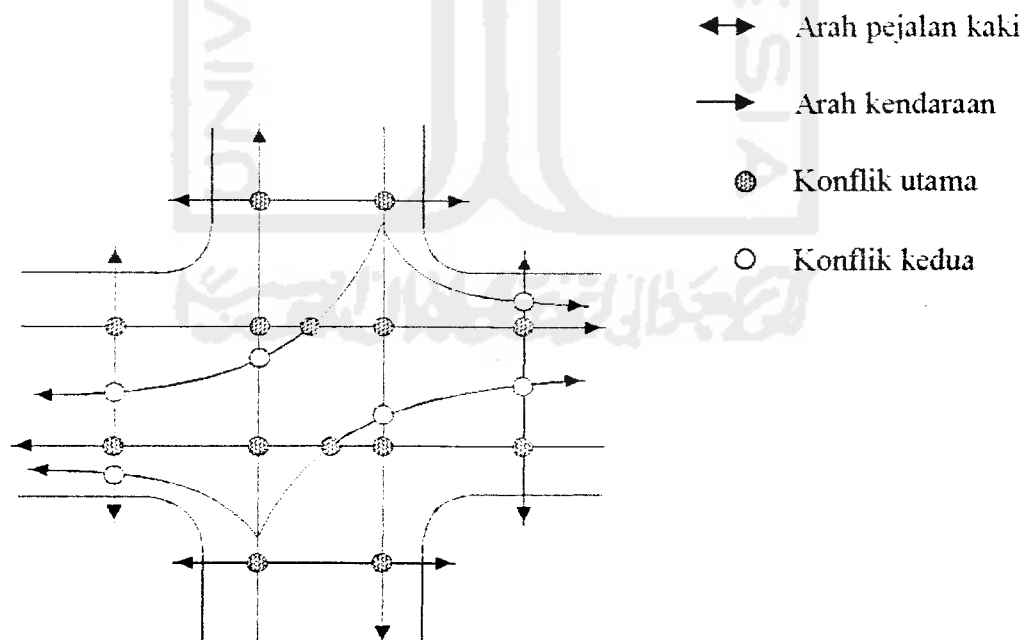 Arah pejalan kaki
Arah kendaraan
Konflik utama
Konflik kedua